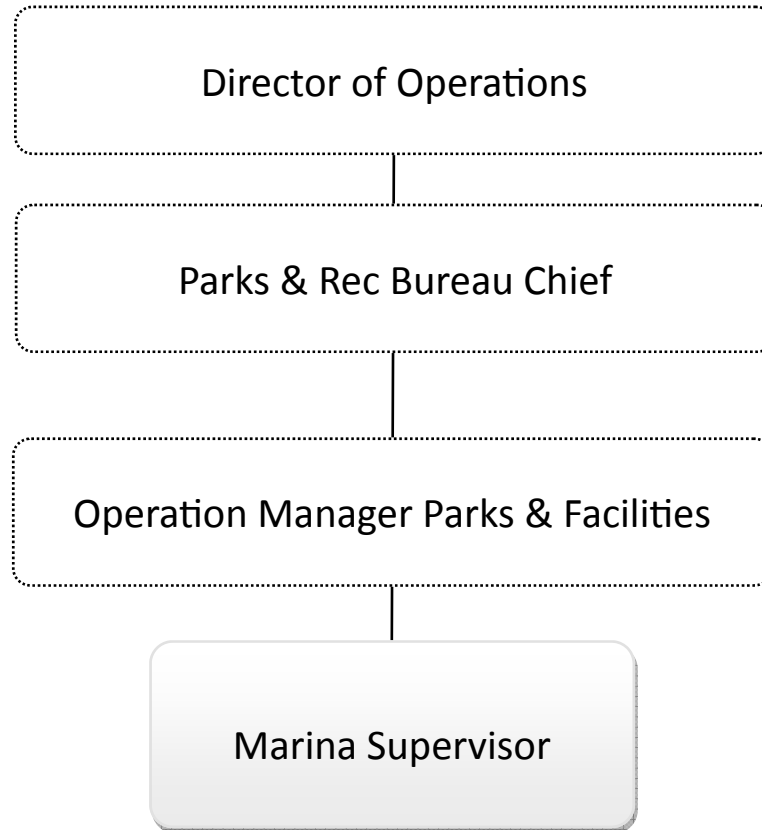 Director of Operations
Parks & Rec Bureau Chief
Operation Manager Parks & Facilities
Marina Supervisor